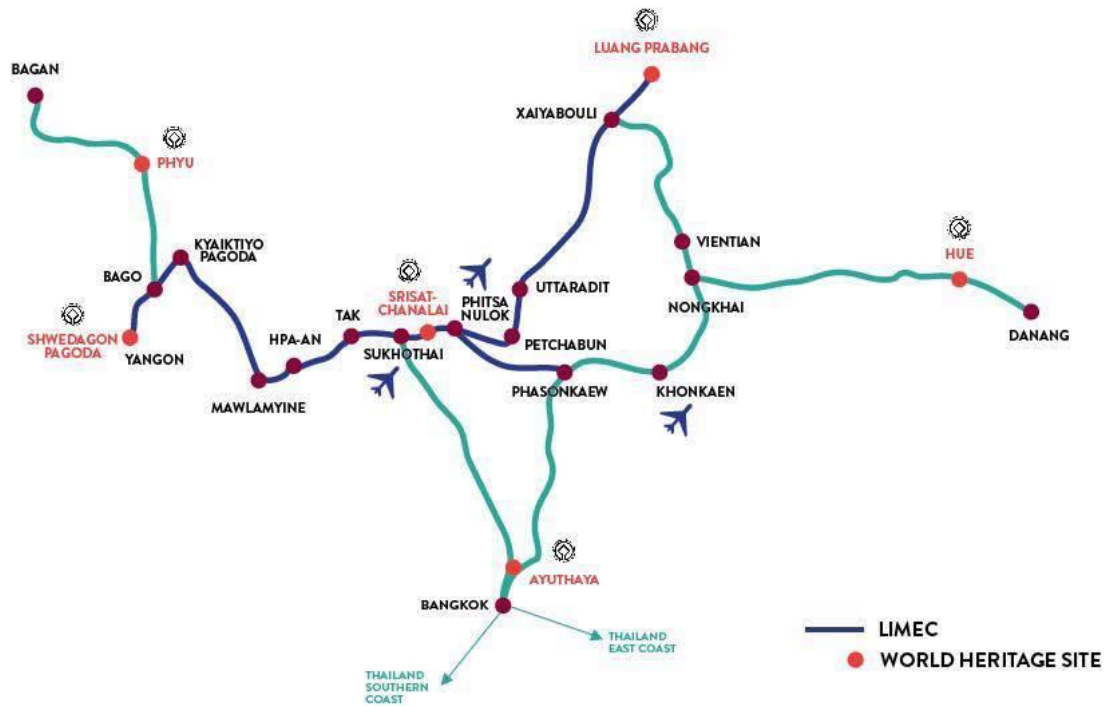 LUANG PRABANG
BAGAN
XAIYABOULI
PHYU
KYAIKTIYO
PAGODA
VIENTIAN
HUE
BAGO
SRISAT-
CHANALAI
PHITSA
NULOK
UTTARADIT
NONGKHAI
TAK
SHWEDAGON
PAGODA
YANGON
HPA-AN
SUKHOTHAI
PETCHABUN
DANANG
MAWLAMYINE
PHASONKAEW
KHONKAEN
AYUTHAYA
BANGKOK
THAILAND
EAST COAST
LIMEC
WORLD HERITAGE SITE
THAILAND
SOUTHERN
COAST